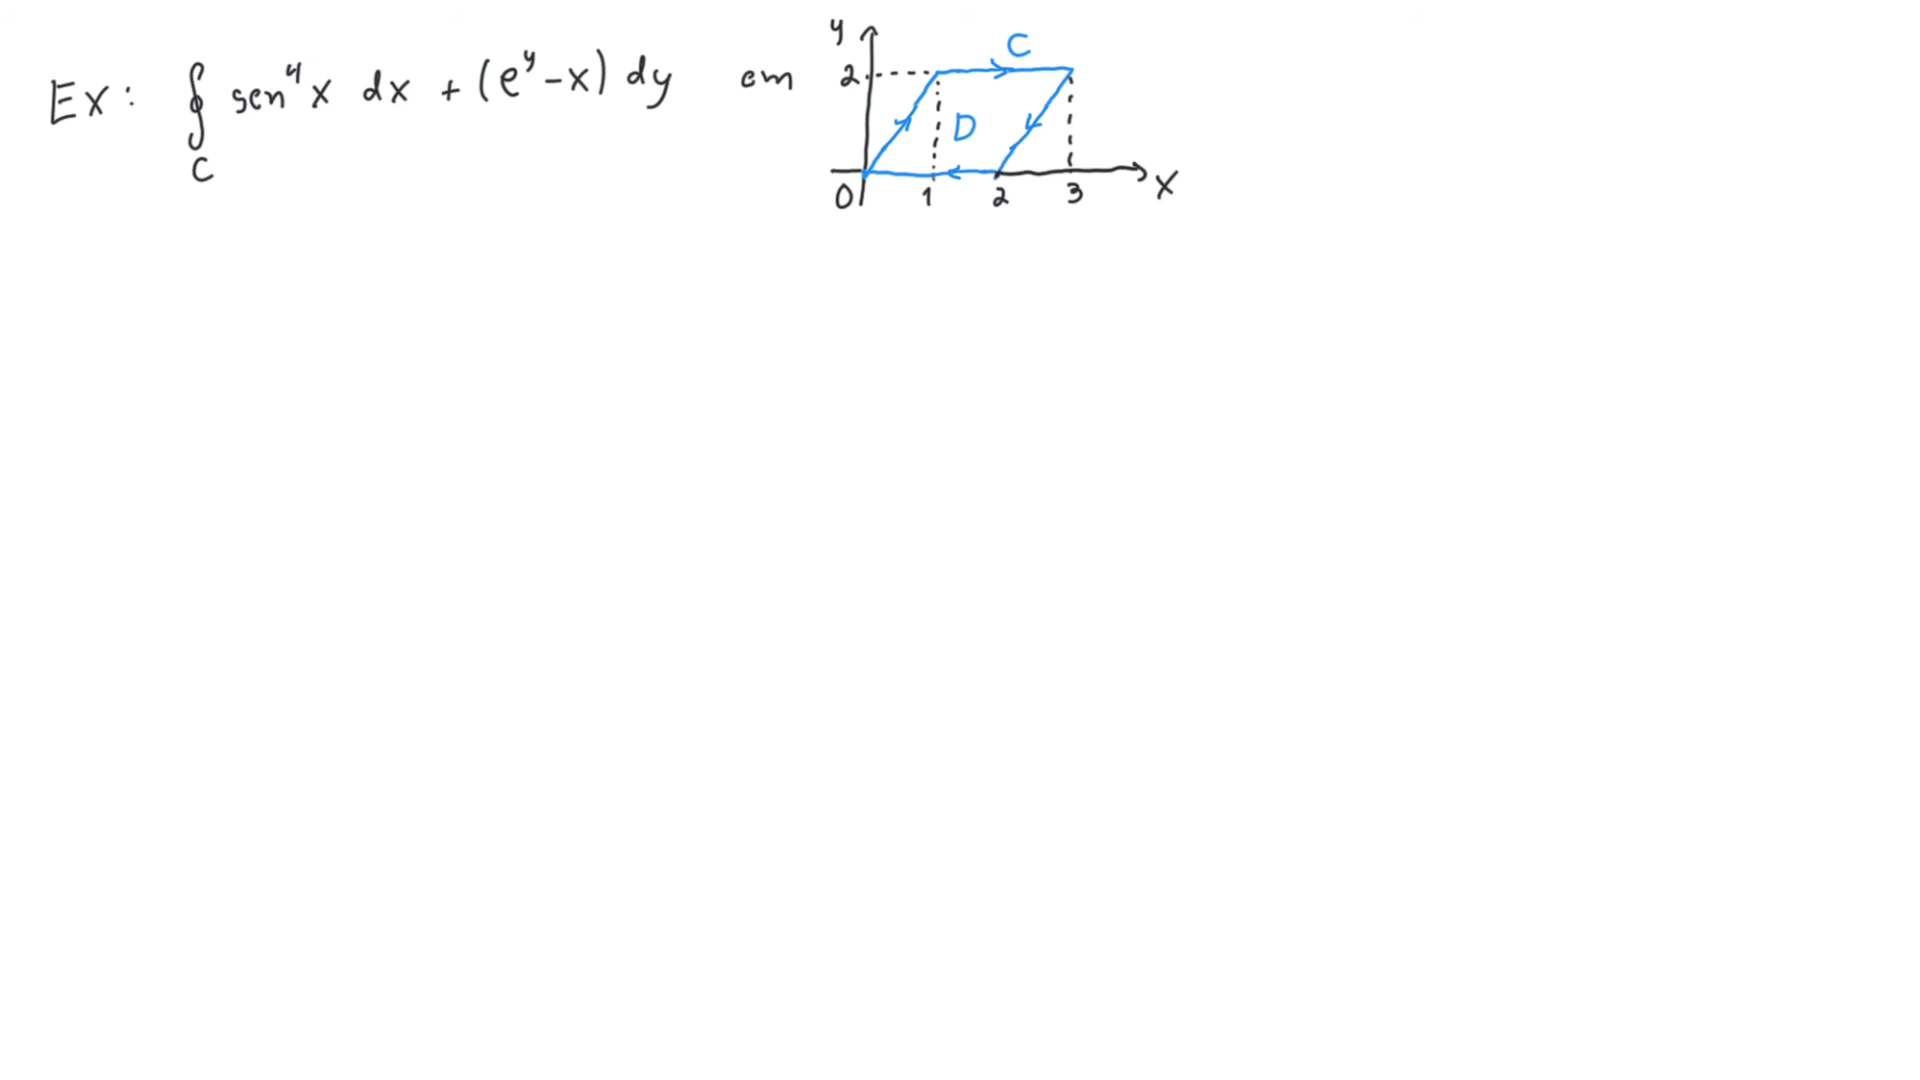 Ex: ∮_C sen⁴x dx + (e^y - x) dy em
y
C
2
D
0 1 2 3 x